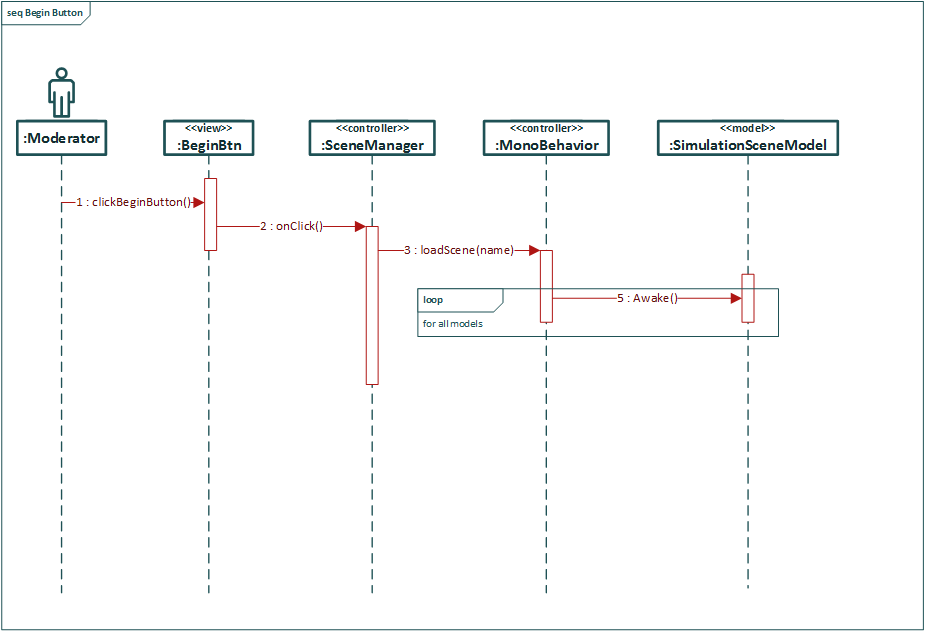 seq Begin Button
:Moderator
<<view>>
:BeginBtn
<<controller>>
:SceneManager
<<controller>>
:MonoBehavior
<<model>>
:SimulationSceneModel
1 : clickBeginButton()
2 : onClick()
3 : loadScene(name)
loop
5 : Awake()
for all models